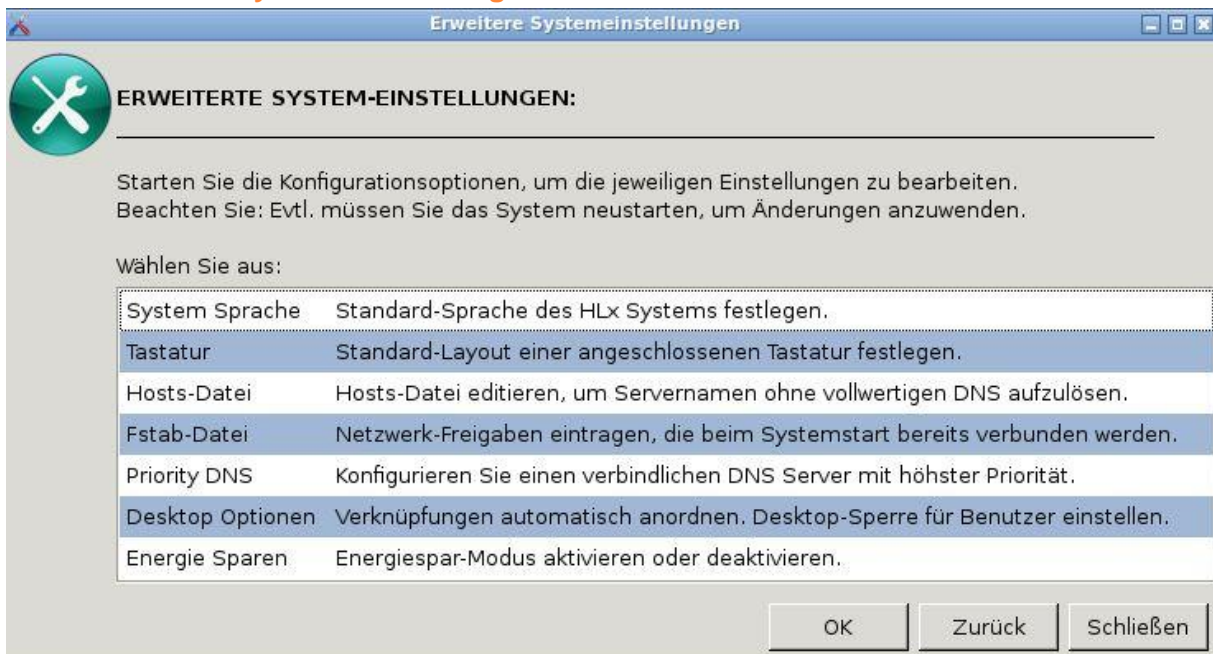 Erweitere Systemeinstellungen
ERWEITERTE SYSTEM-EINSTELLUNGEN:
Starten Sie die Konfigurationsoptionen, um die jeweiligen Einstellungen zu bearbeiten.
Beachten Sie: Evtl. müssen Sie das System neustarten, um Änderungen anzuwenden.
Wählen Sie aus:
System Sprache Standard-Sprache des HLx Systems festlegen.
Tastatur Standard-Layout einer angeschlossenen Tastatur festlegen.
Hosts-Datei Hosts-Datei editieren, um Servernamen ohne vollwertigen DNS aufzulösen.
Fstab-Datei Netzwerk-Freigaben eintragen, die beim Systemstart bereits verbunden werden.
Priority DNS Konfigurieren Sie einen verbindlichen DNS Server mit höhster Priorität.
Desktop Optionen Verknüpfungen automatisch anordnen. Desktop-Sperre für Benutzer einstellen.
Energie Sparen Energiespar-Modus aktivieren oder deaktivieren.
OK Zurück Schließen